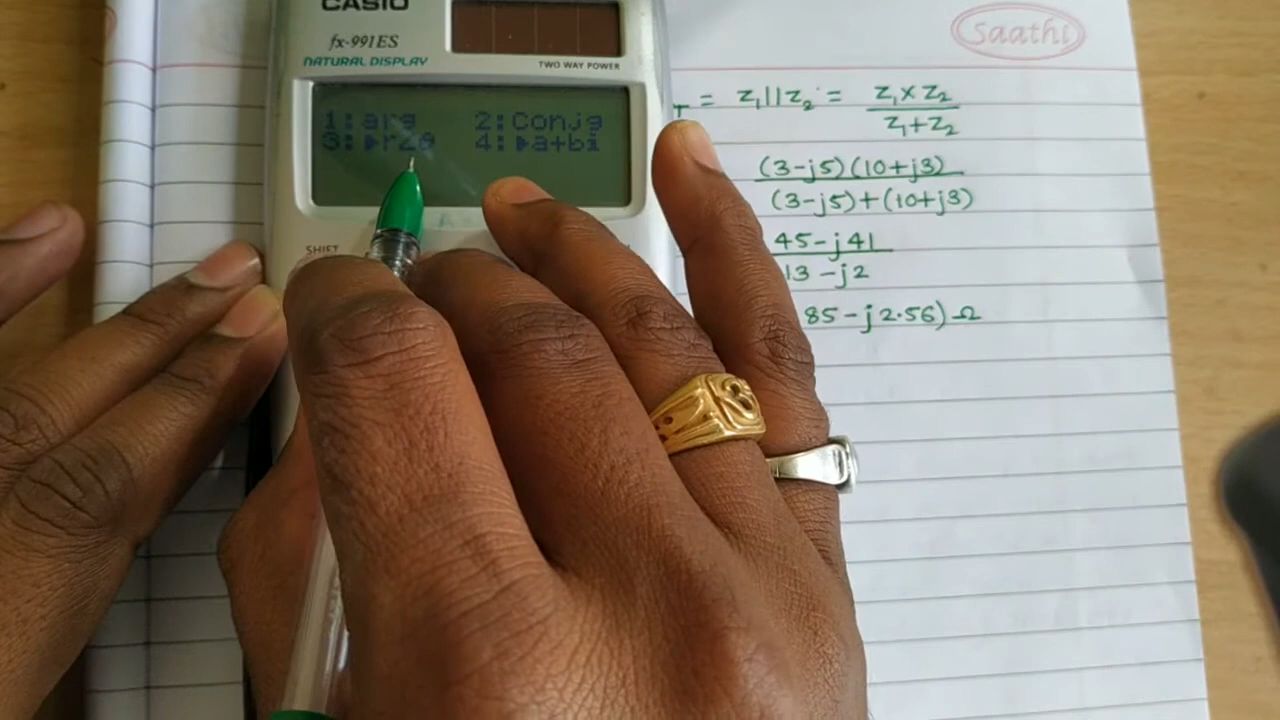 CASIO
fx-991ES
NATURAL DISPLAY
TWO WAY POWER
1:arg 2:Conjg
3:▶r∠θ 4:▶a+bi
SHIFT
Saathi
= Z₁||Z₂ = Z₁×Z₂
Z₁+Z₂
(3-j5)(10+j3)
(3-j5)+(10+j3)
45-j41
13-j2
85-j2.56)Ω